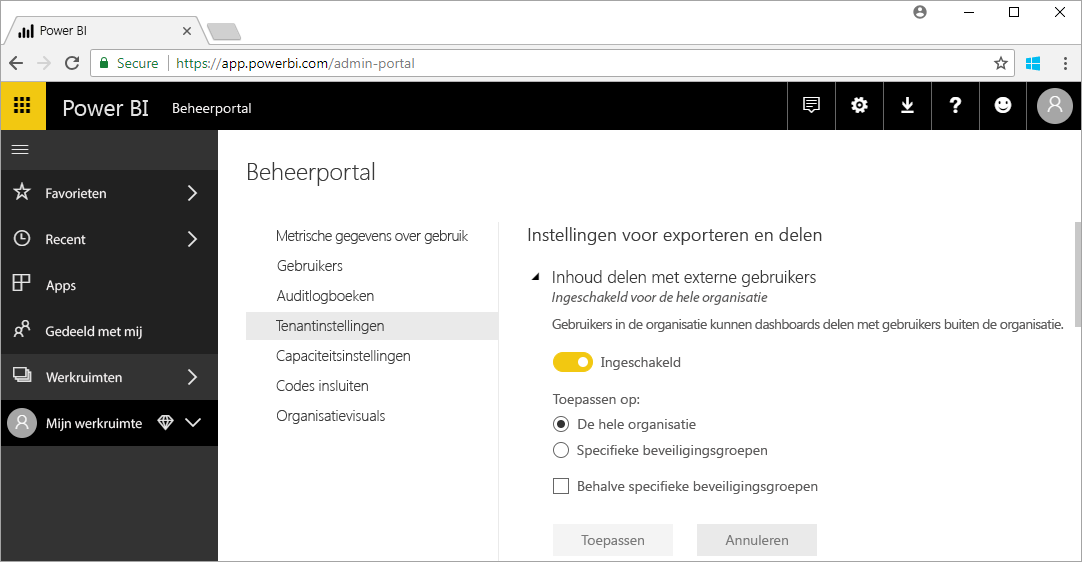 Power BI
Secure
https://app.powerbi.com/admin-portal
Power BI
Beheerportal
Favorieten
Recent
Apps
Gedeeld met mij
Werkruimten
Mijn werkruimte
Beheerportal
Metrische gegevens over gebruik
Gebruikers
Auditlogboeken
Tenantinstellingen
Capaciteitsinstellingen
Codes insluiten
Organisatievisuals
Instellingen voor exporteren en delen
Inhoud delen met externe gebruikers
Ingeschakeld voor de hele organisatie
Gebruikers in de organisatie kunnen dashboards delen met gebruikers buiten de organisatie.
Ingeschakeld
Toepassen op:
De hele organisatie
Specifieke beveiligingsgroepen
Behalve specifieke beveiligingsgroepen
Toepassen
Annuleren